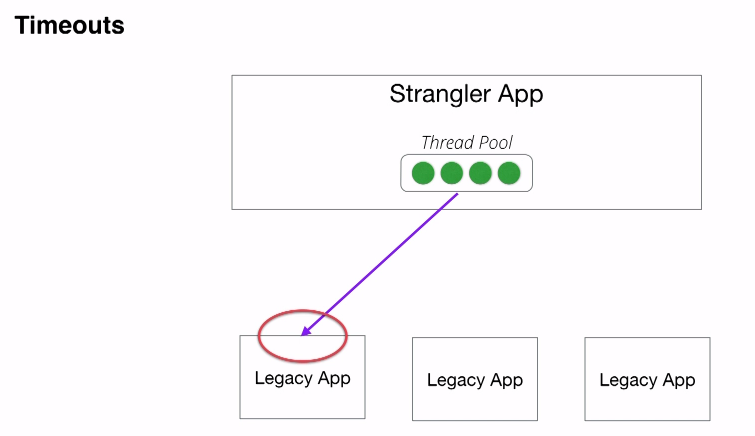 Timeouts
Strangler App
Thread Pool
Legacy App
Legacy App
Legacy App